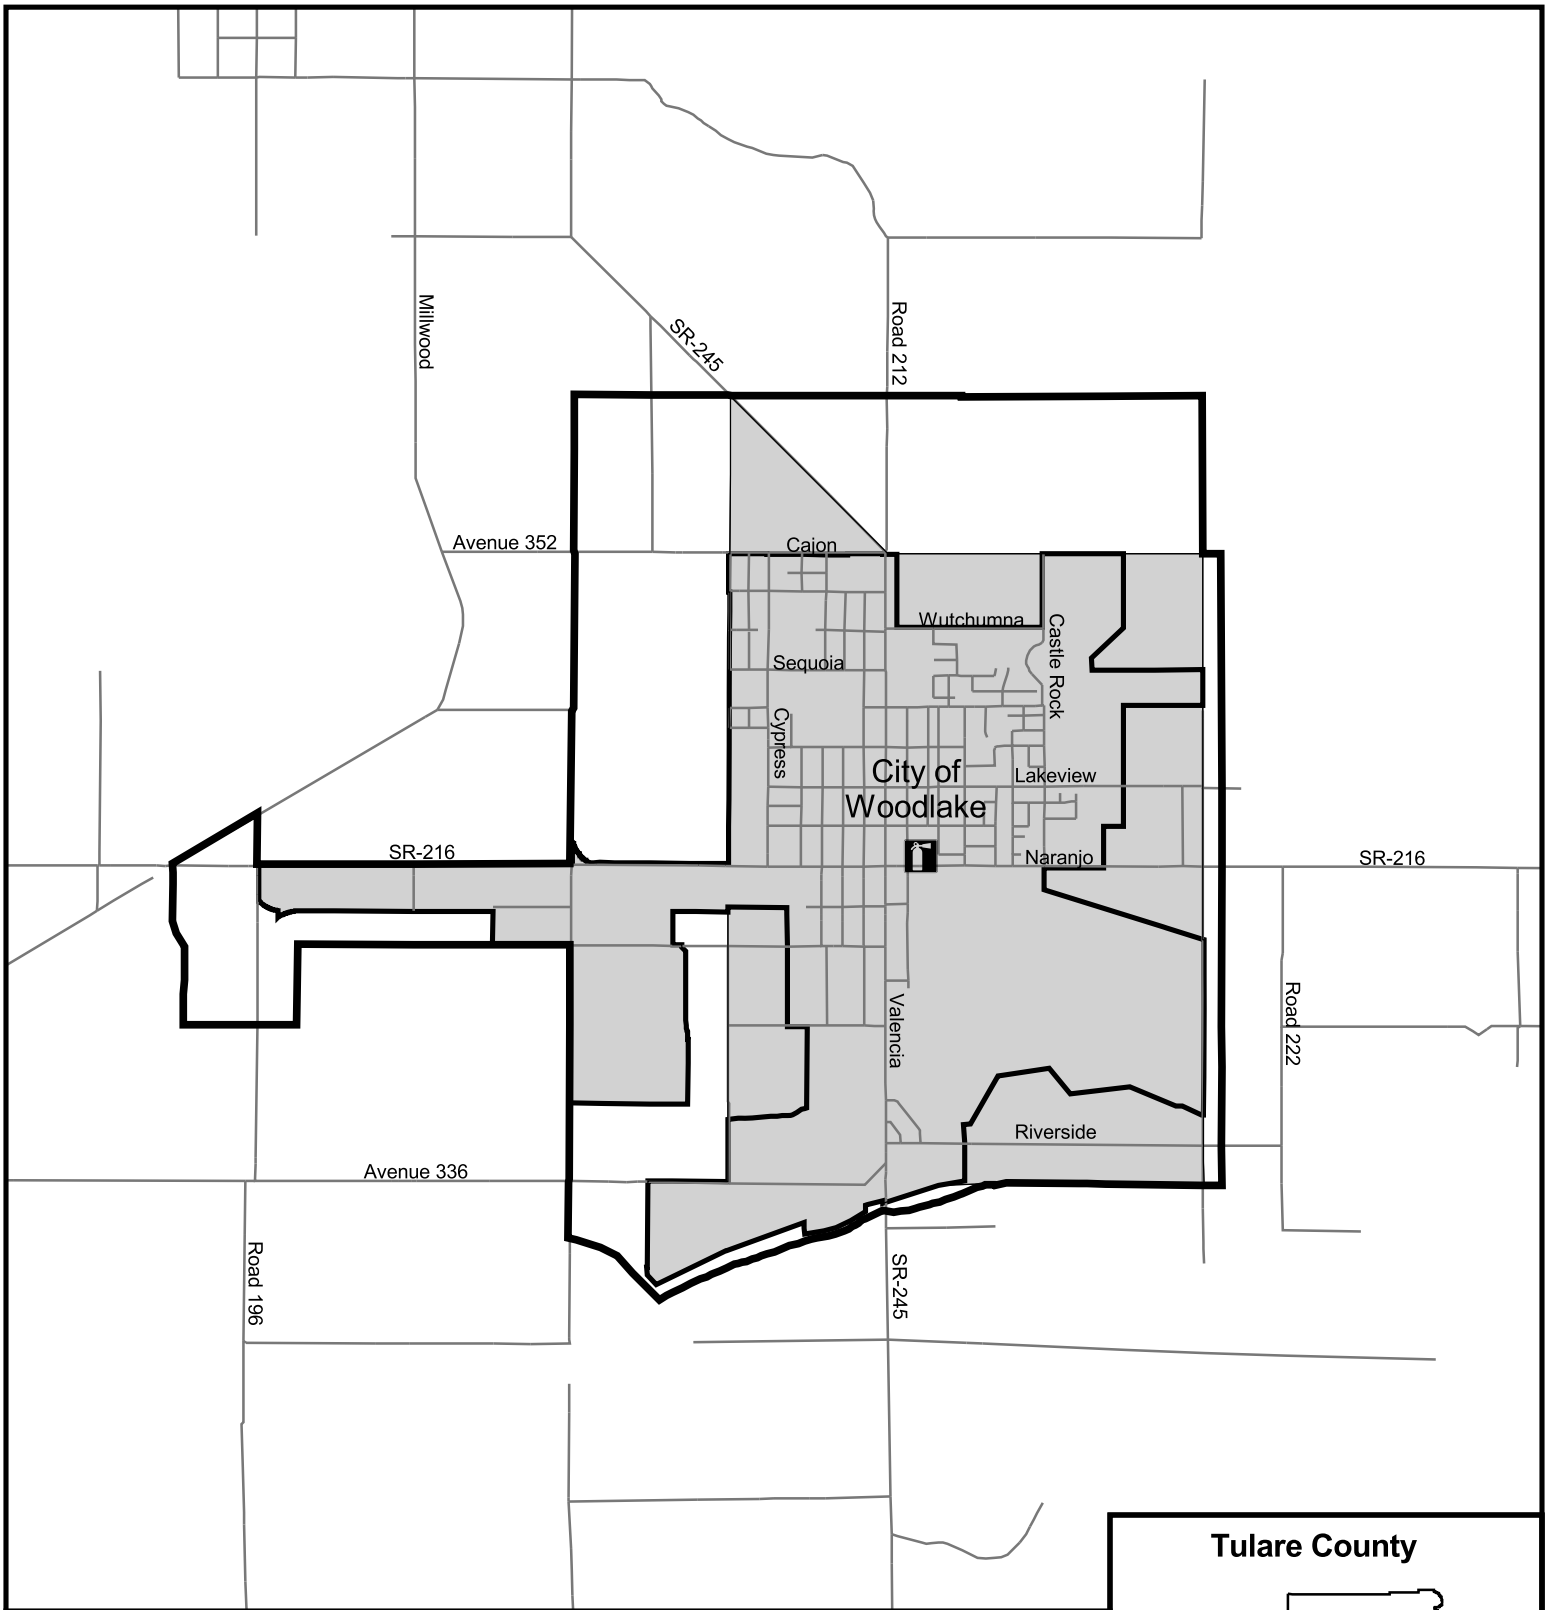 Millwood
SR-245
Road 212
Avenue 352
Cajon
Wutchumna
Castle Rock
Sequoia
Cypress
City of
Woodlake
Lakeview
SR-216
Naranjo
SR-216
Valencia
Road 222
Riverside
Avenue 336
Road 196
SR-245
Tulare County